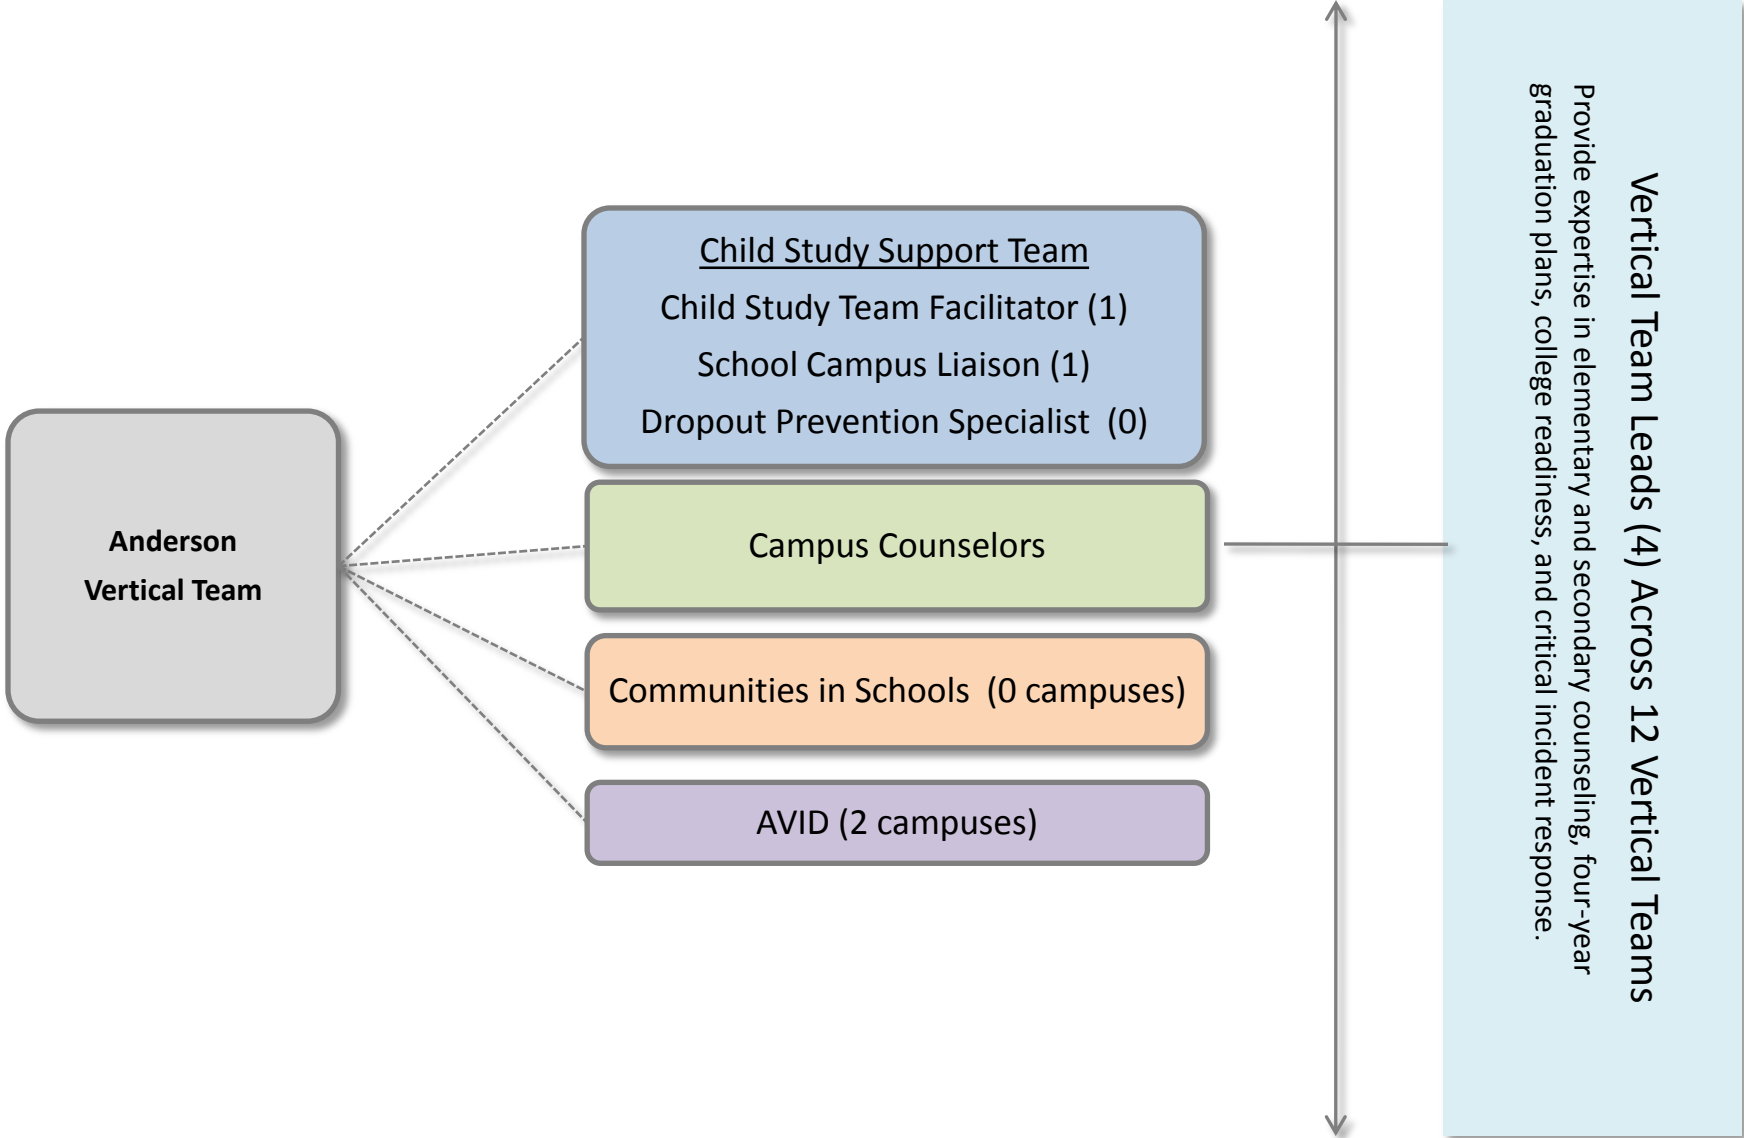 Anderson
Vertical Team
Child Study Support Team
Child Study Team Facilitator (1)
School Campus Liaison (1)
Dropout Prevention Specialist  (0)
Campus Counselors
Communities in Schools  (0 campuses)
AVID (2 campuses)
Vertical Team Leads (4) Across 12 Vertical Teams
Provide expertise in elementary and secondary counseling, four-year
graduation plans, college readiness, and critical incident response.